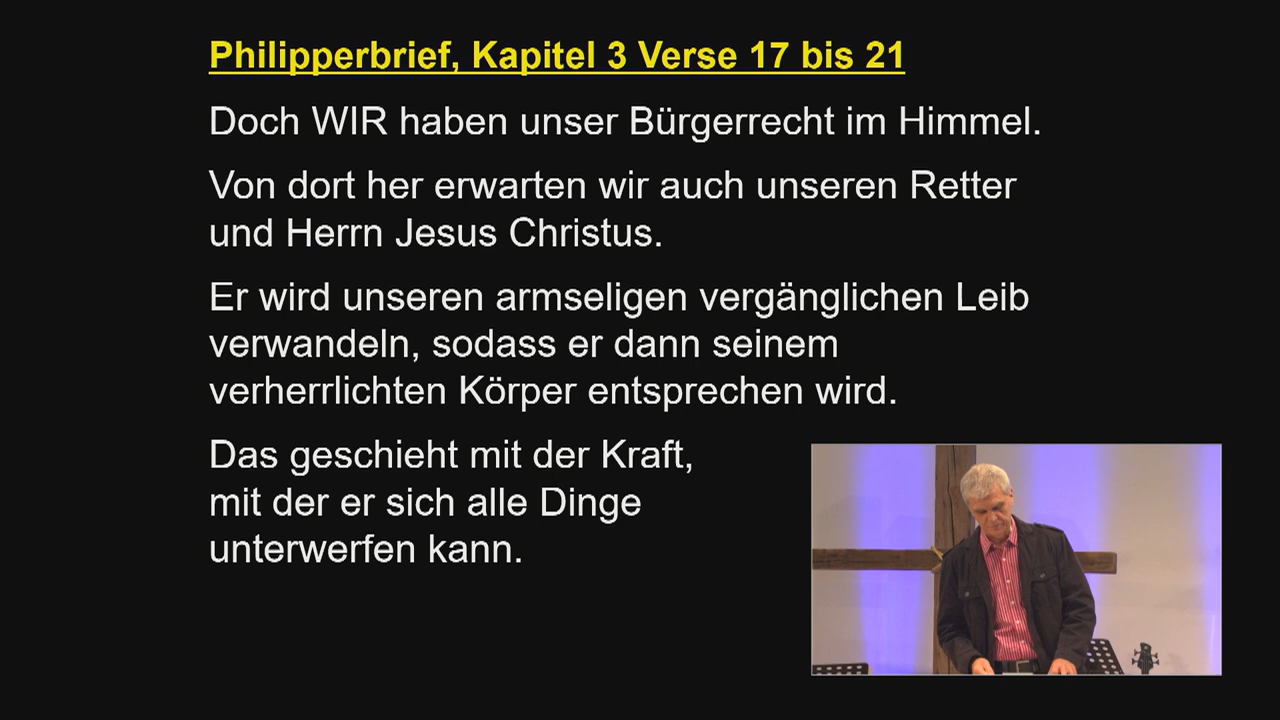 Philipperbrief, Kapitel 3 Verse 17 bis 21
Doch WIR haben unser Bürgerrecht im Himmel.
Von dort her erwarten wir auch unseren Retter
und Herrn Jesus Christus.
Er wird unseren armseligen vergänglichen Leib
verwandeln, sodass er dann seinem
verherrlichten Körper entsprechen wird.
Das geschieht mit der Kraft,
mit der er sich alle Dinge
unterwerfen kann.